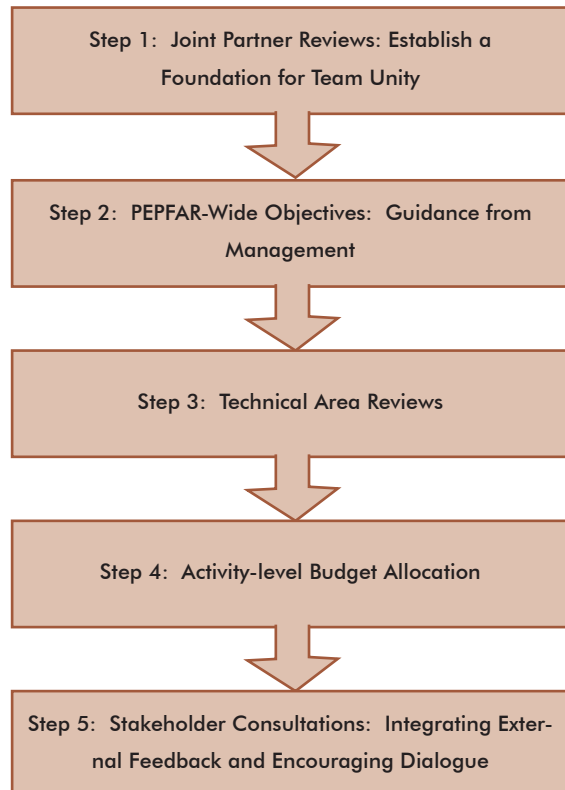 Step 1: Joint Partner Reviews: Establish a
Foundation for Team Unity
Step 2: PEPFAR-Wide Objectives: Guidance from
Management
Step 3: Technical Area Reviews
Step 4: Activity-level Budget Allocation
Step 5: Stakeholder Consultations: Integrating Exter-
nal Feedback and Encouraging Dialogue